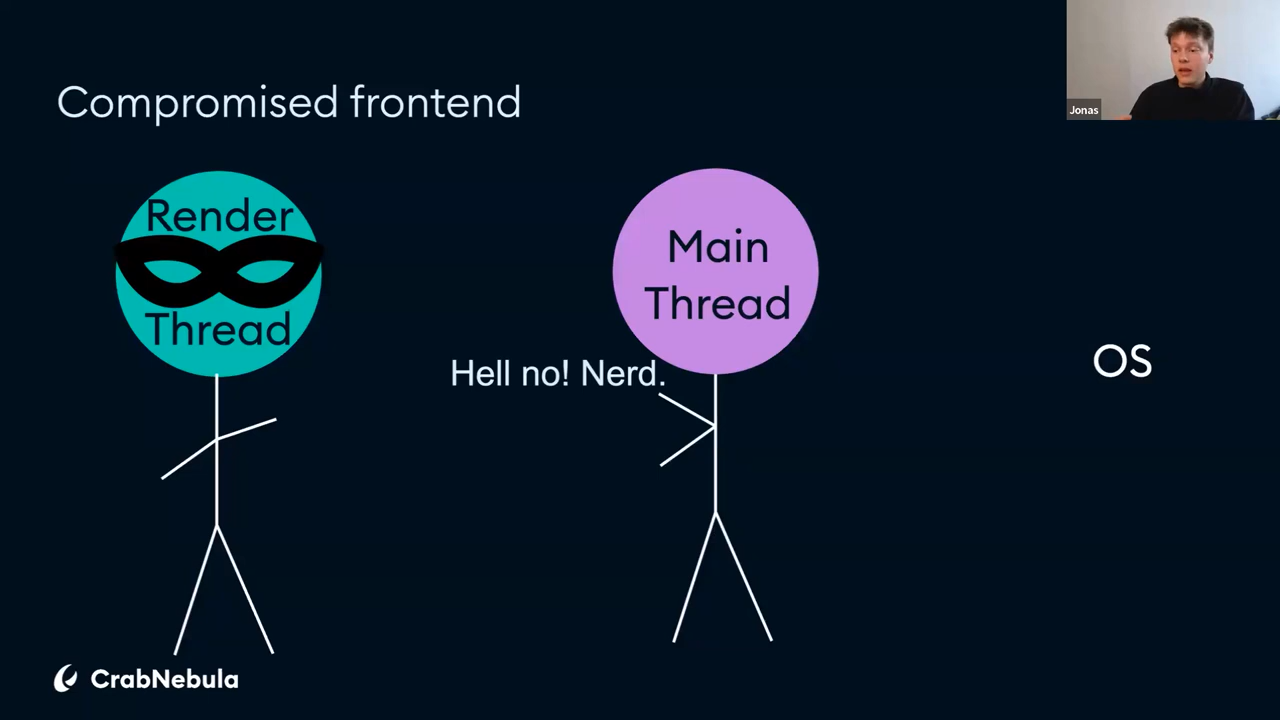 Compromised frontend
Jonas
Render
Thread
Main
Thread
Hell no! Nerd.
OS
CrabNebula